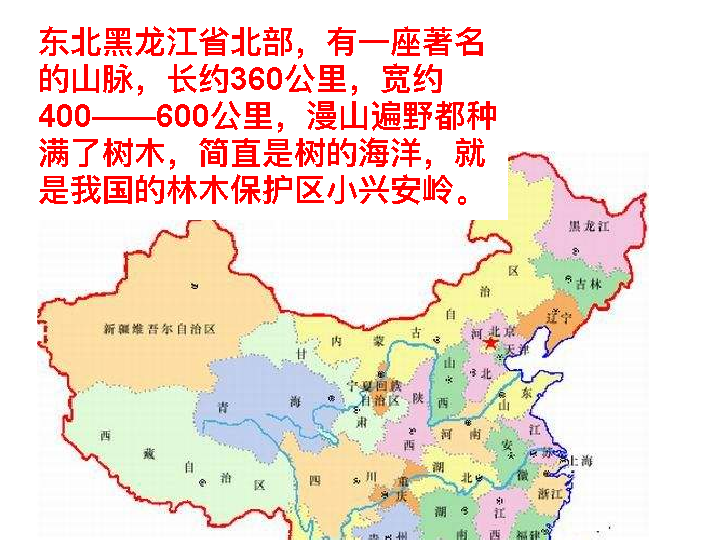 东北黑龙江省北部，有一座著名
的山脉，长约360公里，宽约
400——600公里，漫山遍野都种
满了树木，简直是树的海洋，就
是我国的林木保护区小兴安岭。
黑龙江
吉林
辽宁
内蒙古自治区
新疆维吾尔自治区
甘肃
北京
天津
河北
山西
宁夏回族
自治区
陕西
山东
青海
西藏自治区
河南
江苏
安徽
上海
四川
重庆
湖北
浙江
湖南
江西
福建
贵州